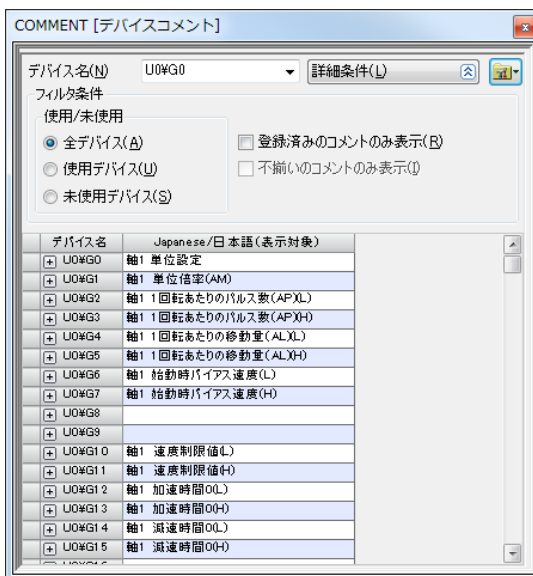 COMMENT [デバイスコメント]
デバイス名(N) U0¥G0 詳細条件(L)
フィルタ条件
使用/未使用
全デバイス(A) 登録済みのコメントのみ表示(R)
使用デバイス(U) 不揃いのコメントのみ表示(I)
未使用デバイス(S)
デバイス名 Japanese/日本語(表示対象)
U0¥G0 軸1 単位設定
U0¥G1 軸1 単位倍率(AM)
U0¥G2 軸1 1回転あたりのパルス数(AP)(L)
U0¥G3 軸1 1回転あたりのパルス数(AP)(H)
U0¥G4 軸1 1回転あたりの移動量(AL)(L)
U0¥G5 軸1 1回転あたりの移動量(AL)(H)
U0¥G6 軸1 始動時バイアス速度(L)
U0¥G7 軸1 始動時バイアス速度(H)
U0¥G8
U0¥G9
U0¥G10 軸1 速度制限値(L)
U0¥G11 軸1 速度制限値(H)
U0¥G12 軸1 加速時間0(L)
U0¥G13 軸1 加速時間0(H)
U0¥G14 軸1 減速時間0(L)
U0¥G15 軸1 減速時間0(H)